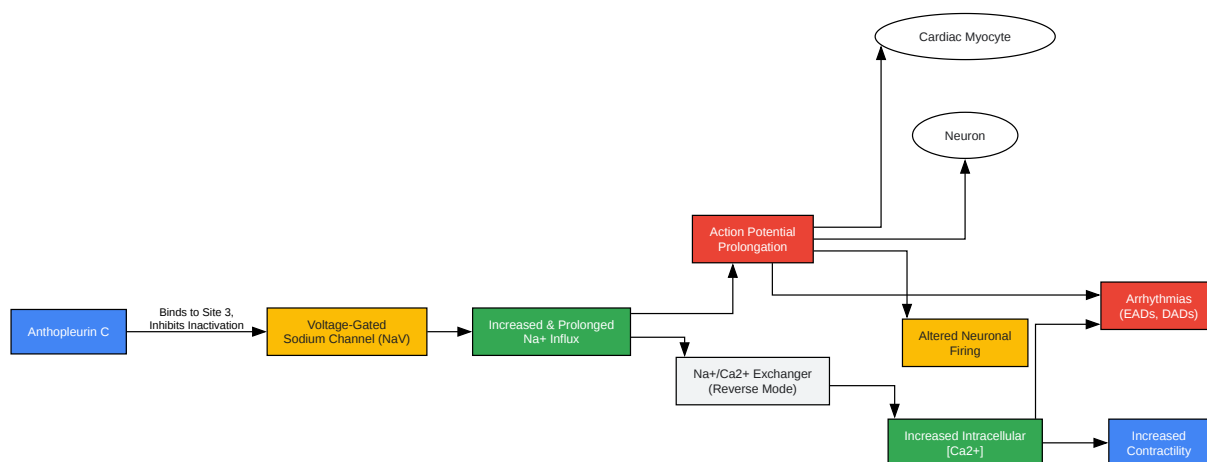 Cardiac Myocyte
Neuron
Action Potential
Prolongation
Arrhythmias
(EADs, DADs)
Binds to Site 3,
Inhibits Inactivation
Anthopleurin C
Voltage-Gated
Sodium Channel (NaV)
Increased & Prolonged
Na+ Influx
Altered Neuronal
Firing
Na+/Ca2+ Exchanger
(Reverse Mode)
Increased Intracellular
[Ca2+]
Increased
Contractility